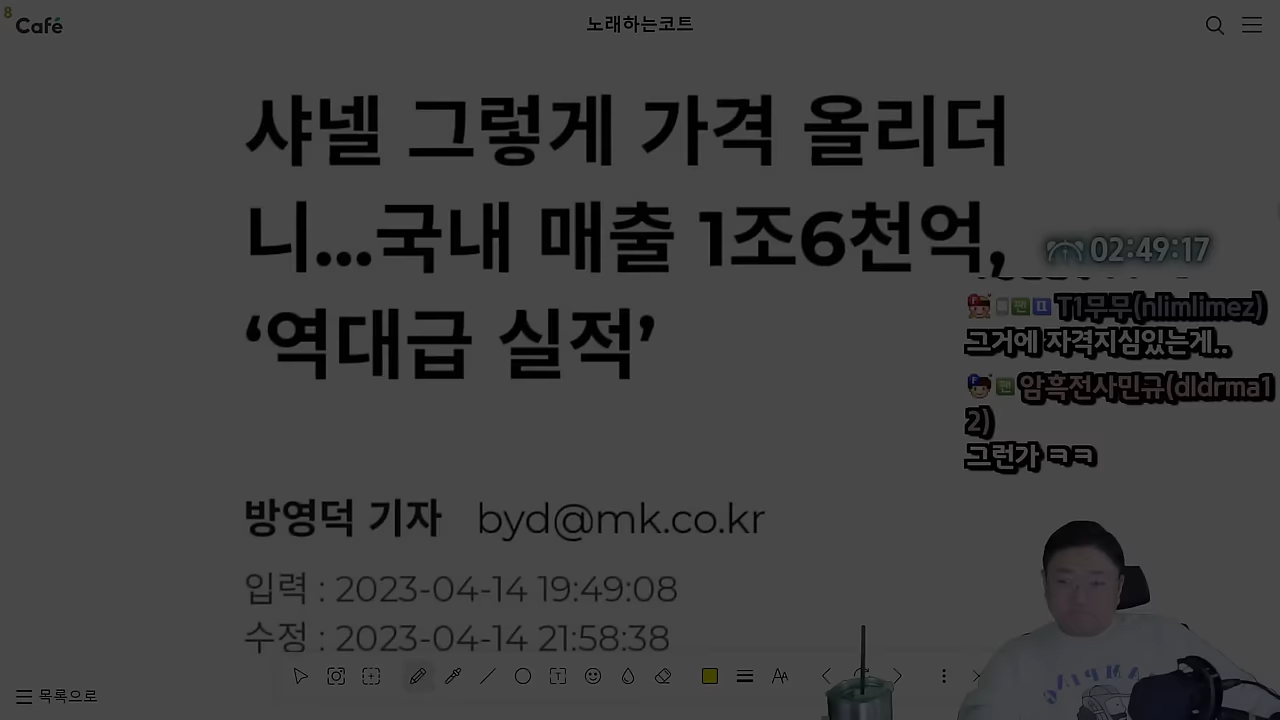 8
Café
노래하는코트
샤넬 그렇게 가격 올리더
니...국내 매출 1조6천억,
‘역대급 실적’
02:49:17
T1무무(nlimlimez)
그거에 자격지심있는게..
암흑전사민규(dldrma1
2)
그런가 ㅋㅋ
방영덕 기자 byd@mk.co.kr
입력 : 2023-04-14 19:49:08
수정 : 2023-04-14 21:58:38
목록으로